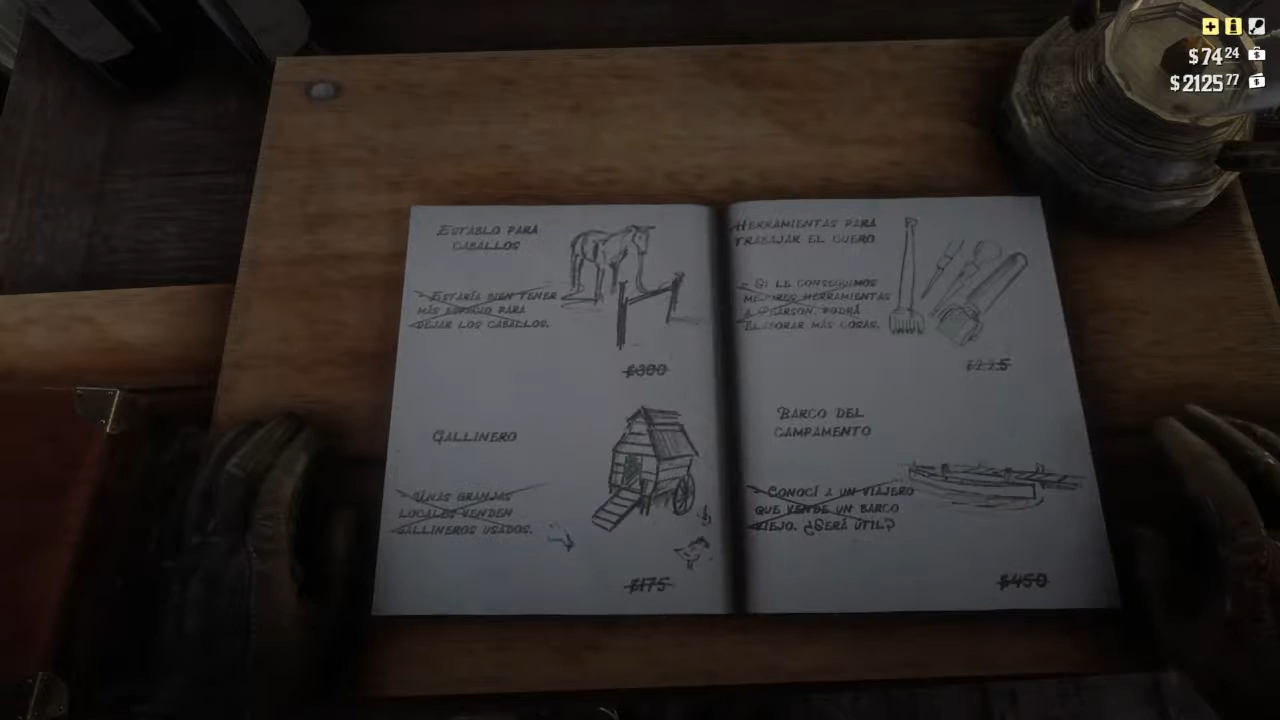 $74 24
$2125 77
ESTABLO PARA
CABALLOS
- ESTARÍA BIEN TENER
MÁS ESPACIO PARA
DEJAR LOS CABALLOS.
$300
GALLINERO
- UNAS GRANJAS
LOCALES VENDEN
GALLINEROS USADOS.
$175
HERRAMIENTAS PARA
TRABAJAR EL CUERO
- SI LE CONSEGUIMOS
MEJORES HERRAMIENTAS
A PEARSON, PODRÁ
ELABORAR MÁS COSAS.
$225
BARCO DEL
CAMPAMENTO
- CONOCÍ A UN VIAJERO
QUE VENDE UN BARCO
VIEJO. ¿SERÁ ÚTIL?
$450